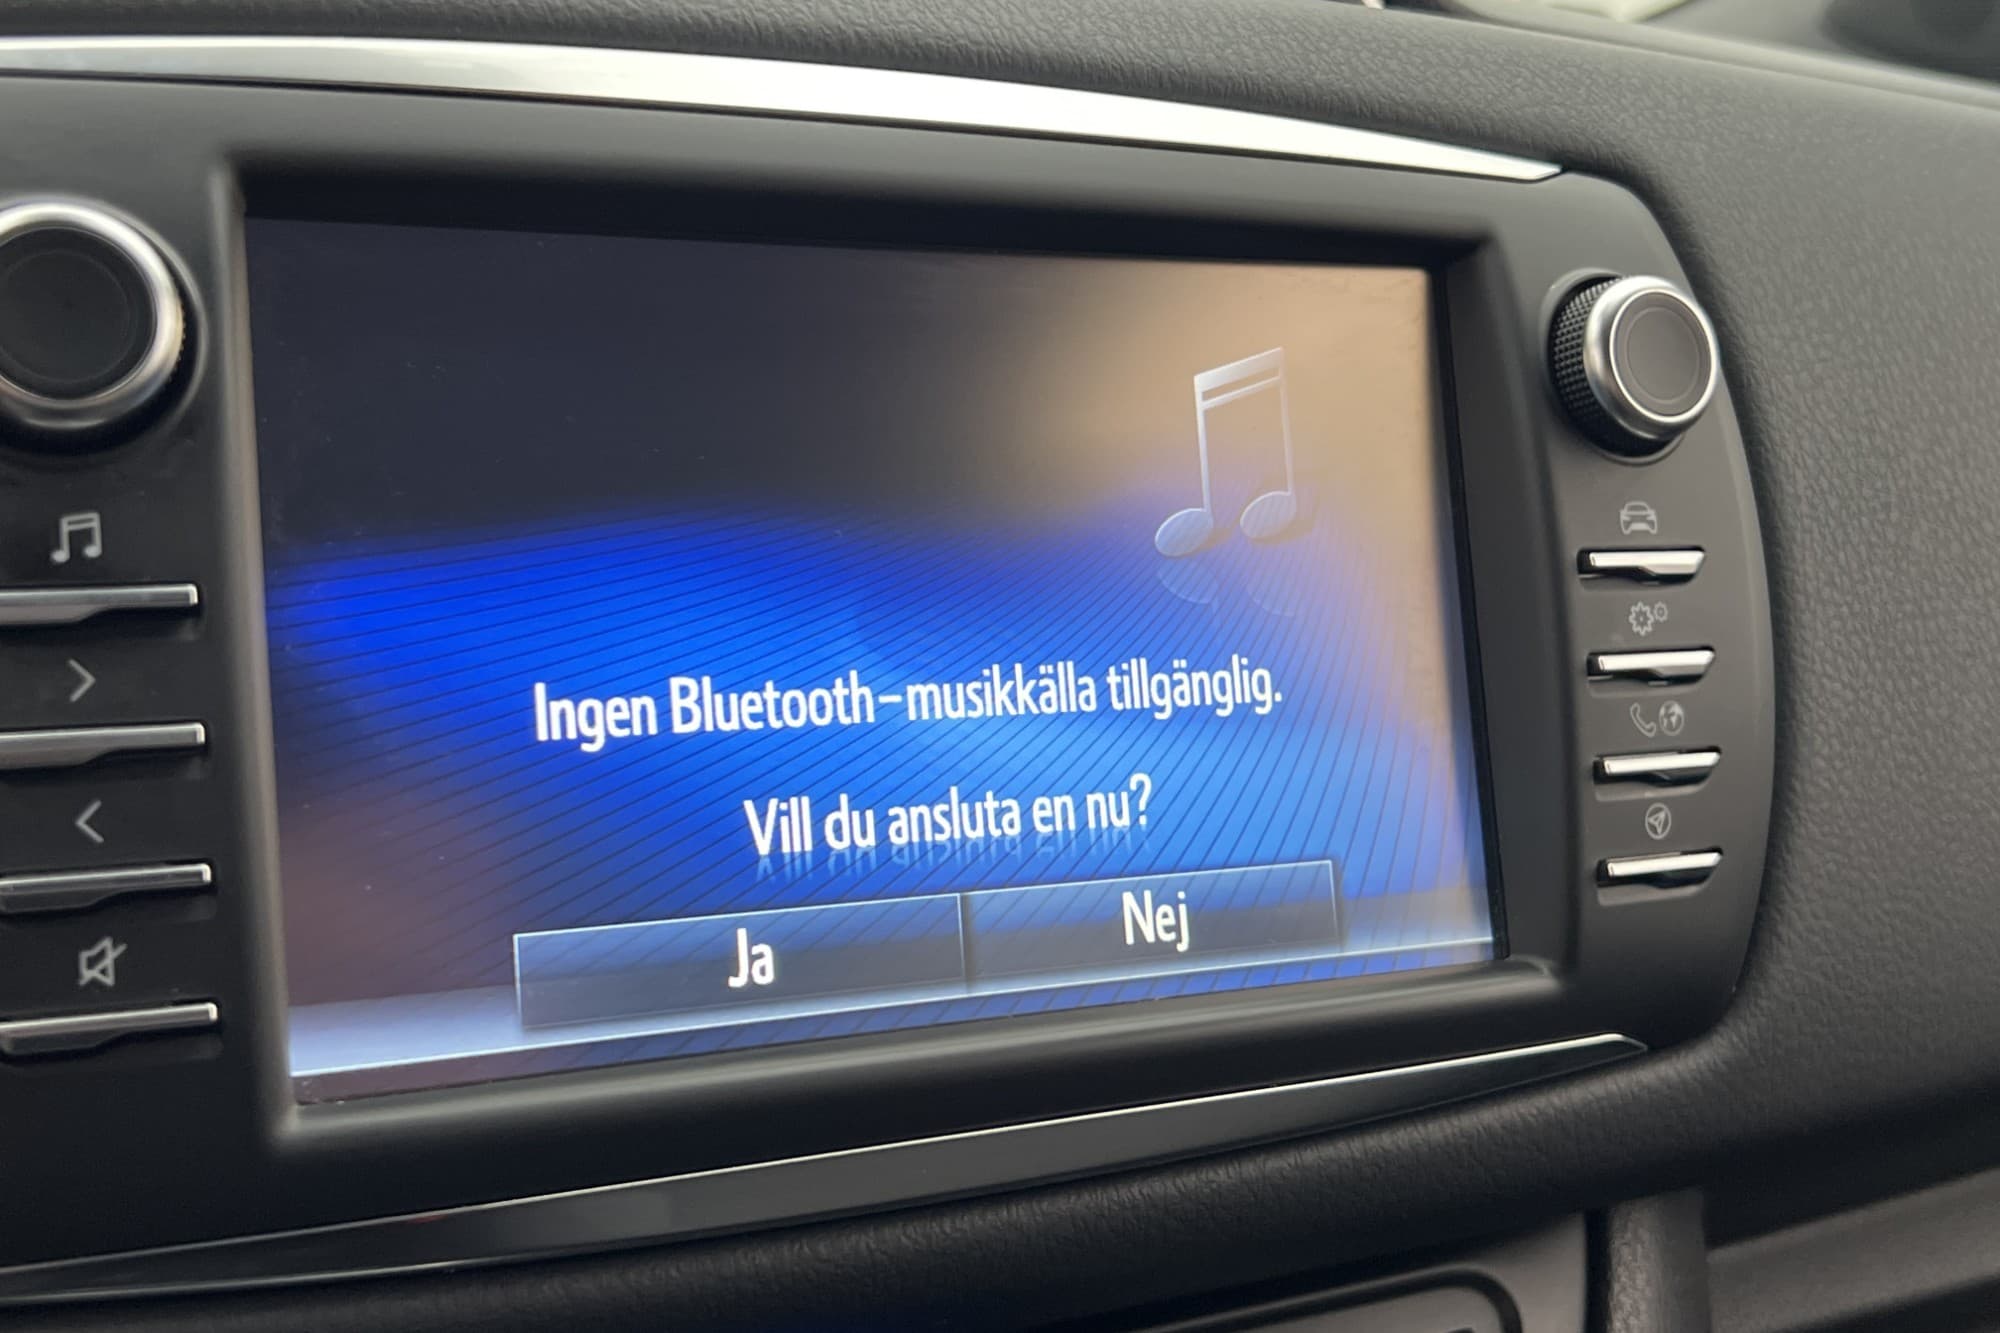 Ingen Bluetooth-musikkälla tillgänglig.
Vill du ansluta en nu?
Ja
Nej